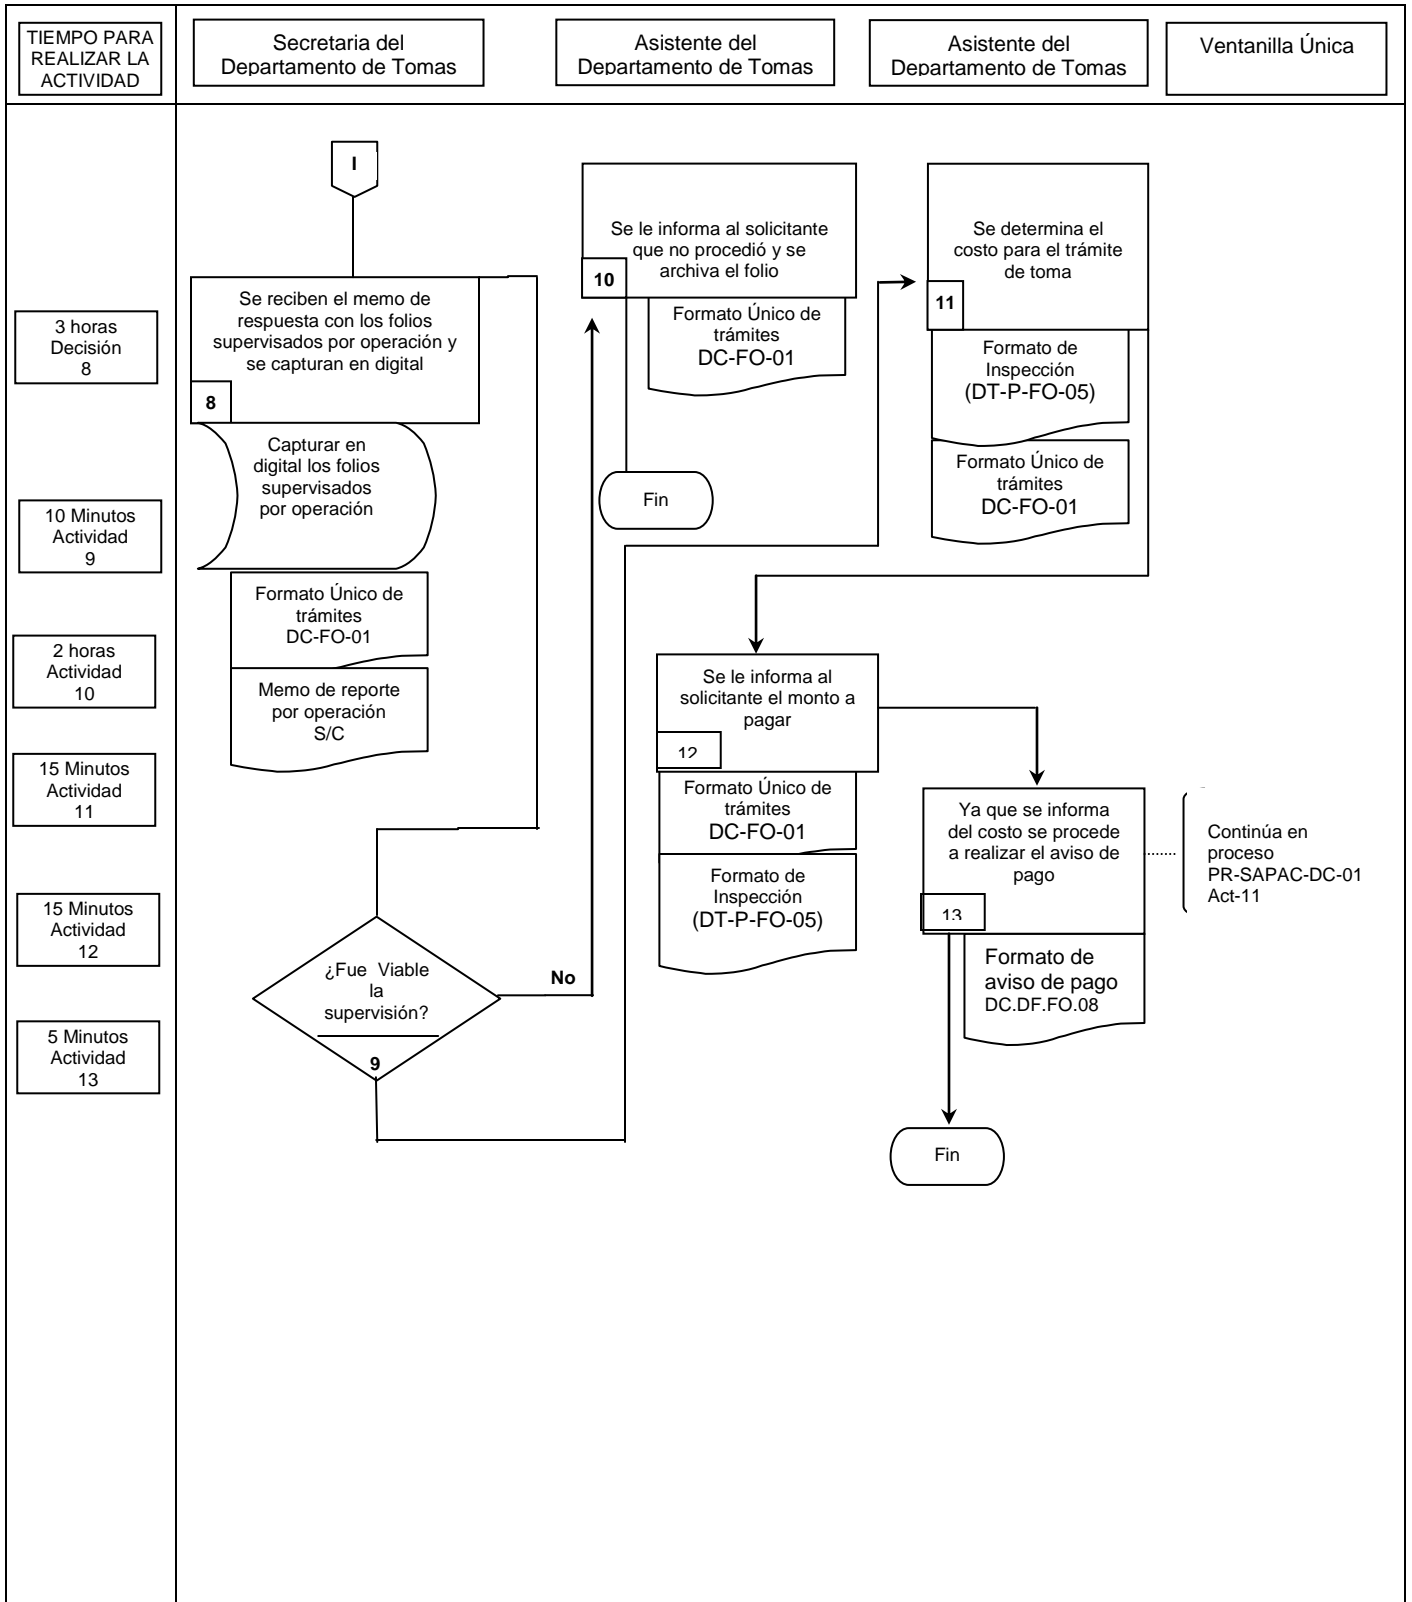 TIEMPO PARA
REALIZAR LA
ACTIVIDAD
Secretaria del
Departamento de Tomas
Asistente del
Departamento de Tomas
Asistente del
Departamento de Tomas
Ventanilla Única
3 horas
Decisión
8
10 Minutos
Actividad
9
2 horas
Actividad
10
15 Minutos
Actividad
11
15 Minutos
Actividad
12
5 Minutos
Actividad
13
I
Se reciben el memo de
respuesta con los folios
supervisados por operación y
se capturan en digital
8
Capturar en
digital los folios
supervisados
por operación
Formato Único de
trámites
DC-FO-01
Memo de reporte
por operación
S/C
¿Fue Viable
la
supervisión?
9
No
Se le informa al solicitante
que no procedió y se
archiva el folio
10
Formato Único de
trámites
DC-FO-01
Fin
Se determina el
costo para el trámite
de toma
11
Formato de
Inspección
(DT-P-FO-05)
Formato Único de
trámites
DC-FO-01
Se le informa al
solicitante el monto a
pagar
12
Formato Único de
trámites
DC-FO-01
Formato de
Inspección
(DT-P-FO-05)
Ya que se informa
del costo se procede
a realizar el aviso de
pago
13
Formato de
aviso de pago
DC.DF.FO.08
Continúa en
proceso
PR-SAPAC-DC-01
Act-11
Fin